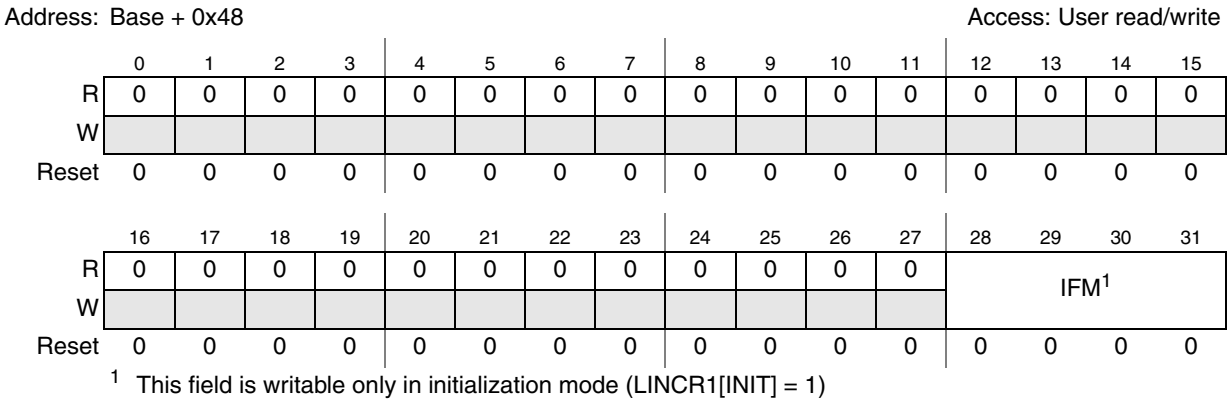 Address: Base + 0x48 Access: User read/write
0 1 2 3 4 5 6 7 8 9 10 11 12 13 14 15
R 0 0 0 0 0 0 0 0 0 0 0 0 0 0 0 0
W
Reset 0 0 0 0 0 0 0 0 0 0 0 0 0 0 0 0
16 17 18 19 20 21 22 23 24 25 26 27 28 29 30 31
R 0 0 0 0 0 0 0 0 0 0 0 0 IFM1
W
Reset 0 0 0 0 0 0 0 0 0 0 0 0 0 0 0 0
1 This field is writable only in initialization mode (LINCR1[INIT] = 1)